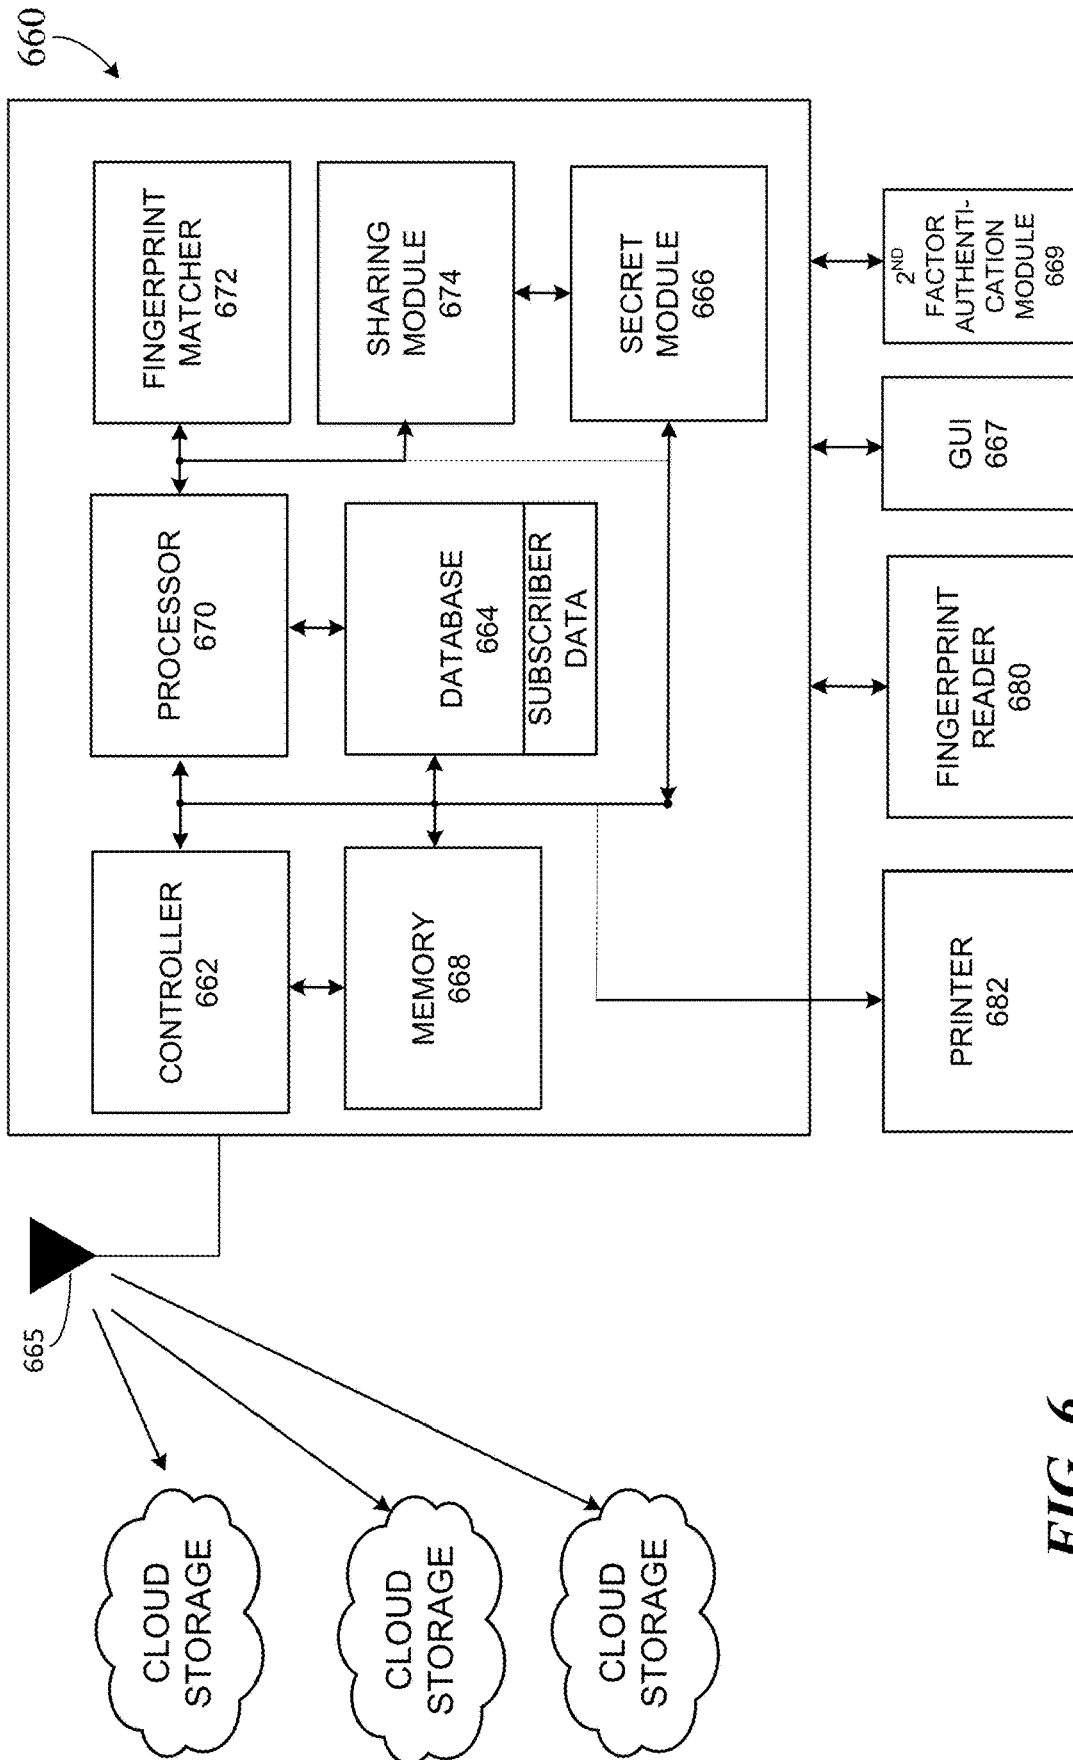 660
CONTROLLER
662
PROCESSOR
670
FINGERPRINT
MATCHER
672
MEMORY
668
DATABASE
664
SUBSCRIBER
DATA
SHARING
MODULE
674
SECRET
MODULE
666
665
CLOUD
STORAGE
CLOUD
STORAGE
CLOUD
STORAGE
PRINTER
682
FINGERPRINT
READER
680
GUI
667
2ND
FACTOR
AUTHENTI-
CATION
MODULE
669
FIG. 6